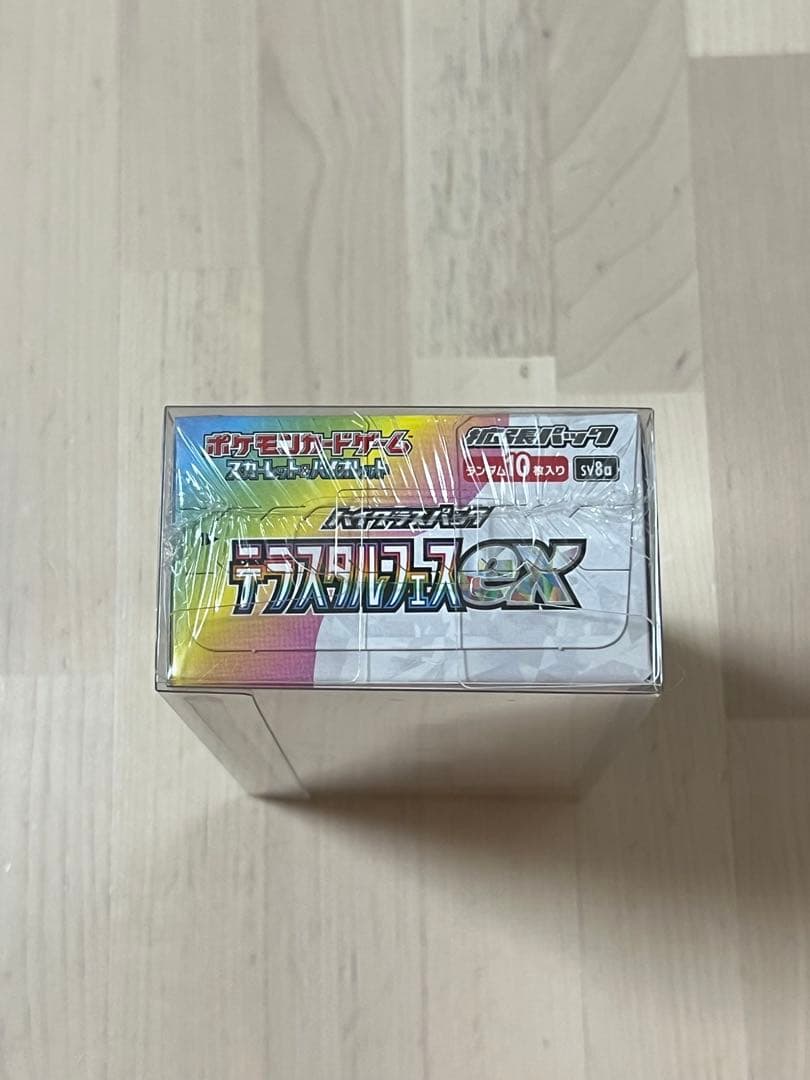 ポケモンカードゲーム
スカーレット&バイオレット
拡張パック
ランダム10枚入り
sv8a
ハイクラスパック
テラスタルフェスex